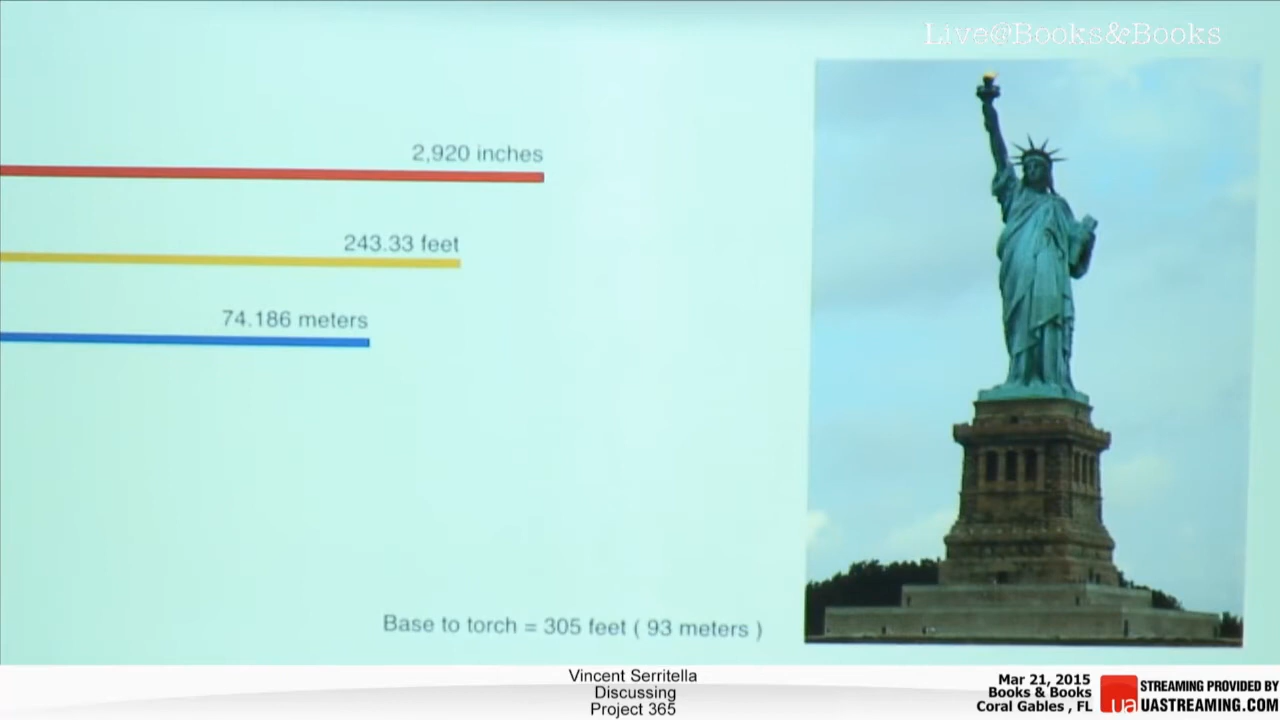 Live@Books&Books
2,920 inches
243.33 feet
74.186 meters
Base to torch = 305 feet ( 93 meters )
Vincent Serritella
Discussing
Project 365
Mar 21, 2015
Books & Books
Coral Gables , FL
ua
STREAMING PROVIDED BY
UASTREAMING.COM